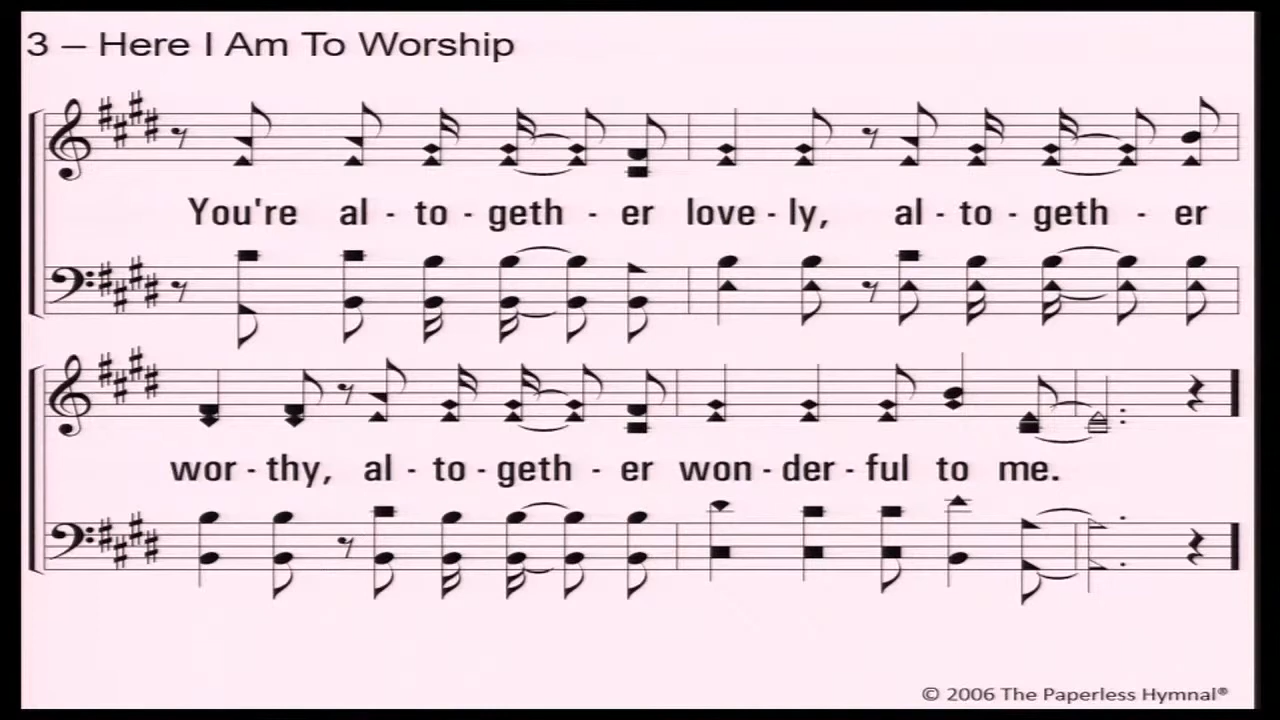 3 – Here I Am To Worship
You're al - to - geth - er love - ly, al - to - geth - er
wor - thy, al - to - geth - er won - der - ful to me.
© 2006 The Paperless Hymnal®